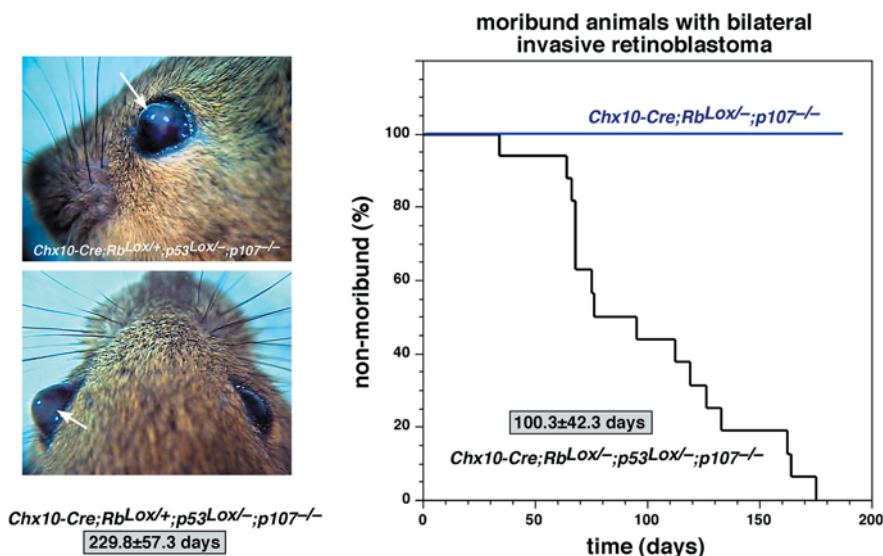 Chx10-Cre;RbLox/+;p53Lox/–;p107–/–
Chx10-Cre;RbLox/+;p53Lox/–;p107–/–
229.8±57.3 days
moribund animals with bilateral
invasive retinoblastoma
Chx10-Cre;RbLox/–;p107–/–
non-moribund (%)
100
80
60
40
20
0
100.3±42.3 days
Chx10-Cre;RbLox/–;p53Lox/–;p107–/–
0 50 100 150 200
time (days)